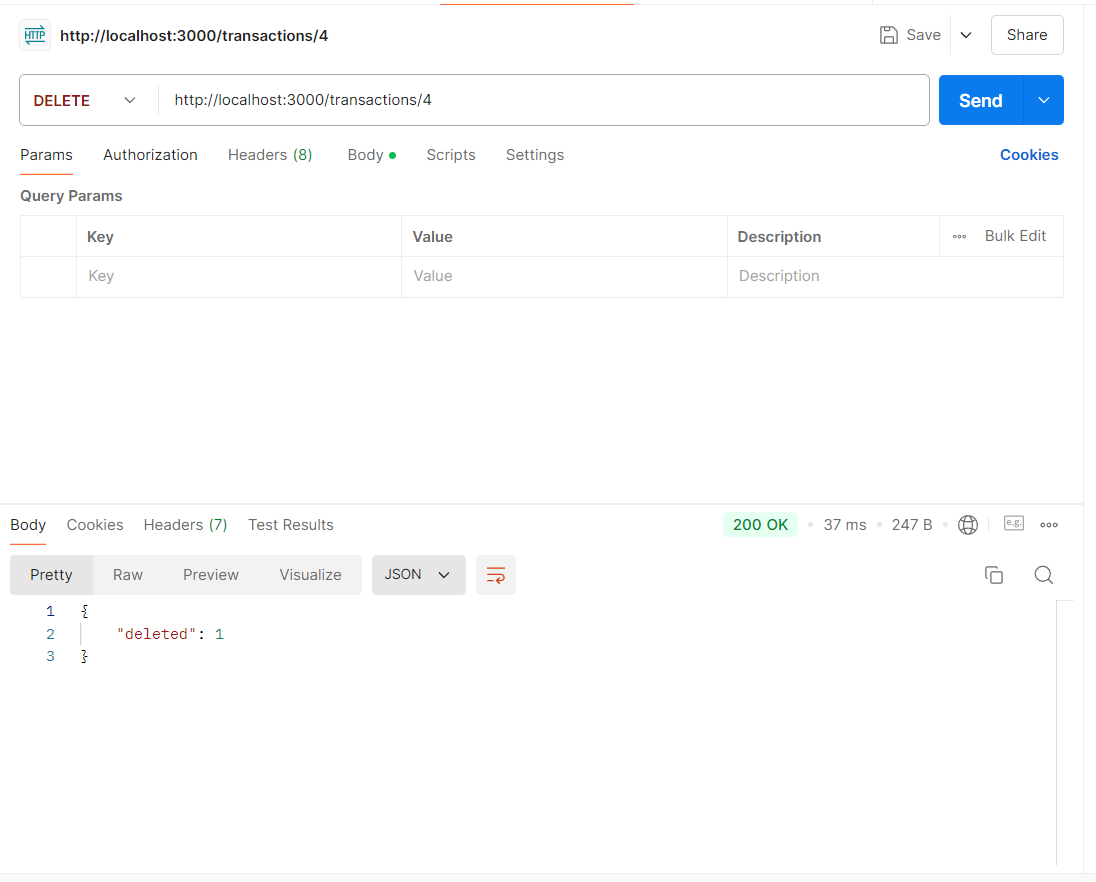 HTTP http://localhost:3000/transactions/4 Save Share
DELETE http://localhost:3000/transactions/4 Send
Params Authorization Headers (8) Body Scripts Settings Cookies
Query Params
Key Value Description Bulk Edit
Key Value Description
Body Cookies Headers (7) Test Results 200 OK 37 ms 247 B e.g.
Pretty Raw Preview Visualize JSON
1 {
2 "deleted": 1
3 }